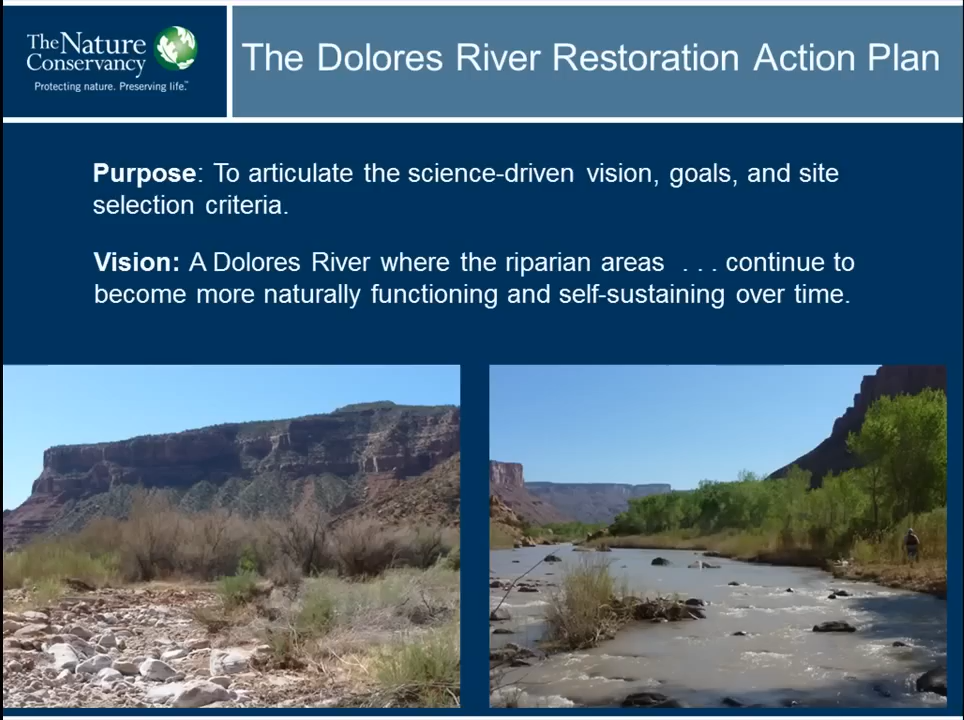 The Nature
Conservancy
Protecting nature. Preserving life.™
The Dolores River Restoration Action Plan
Purpose: To articulate the science-driven vision, goals, and site
selection criteria.
Vision: A Dolores River where the riparian areas . . . continue to
become more naturally functioning and self-sustaining over time.